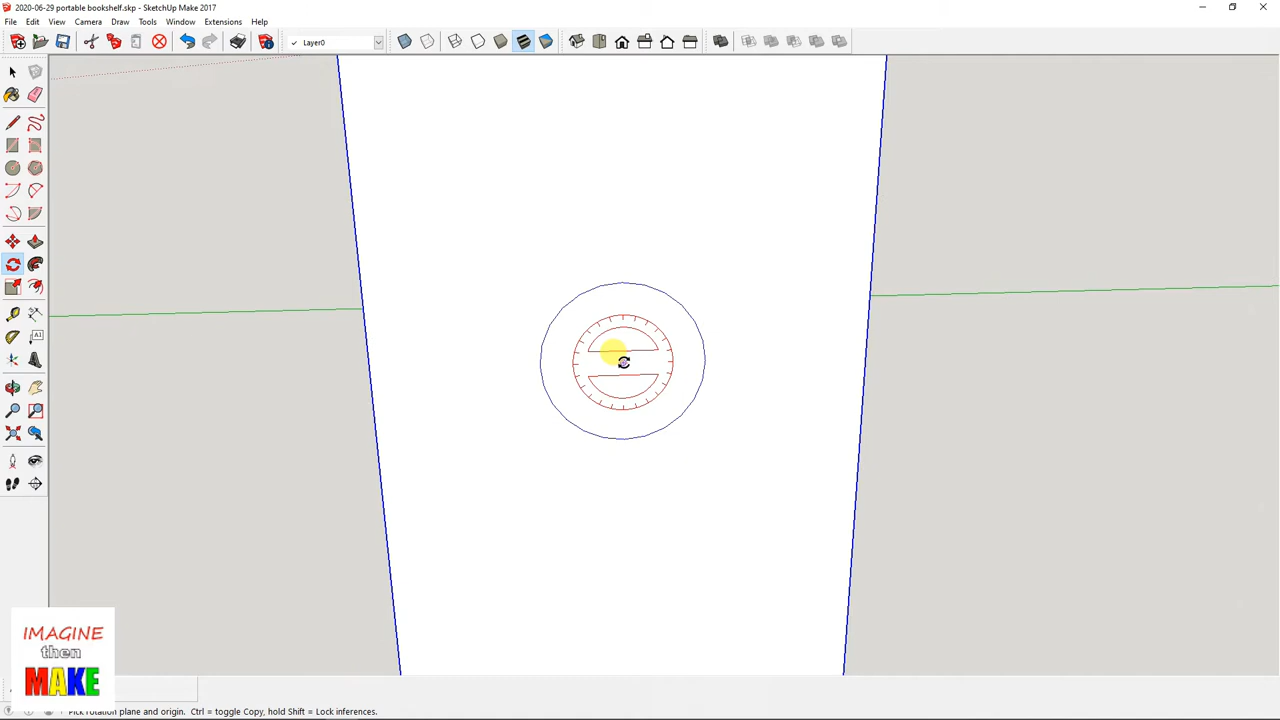 2020-06-29 portable bookshelf.skp - SketchUp Make 2017
File Edit View Camera Draw Tools Window Extensions Help
Layer0
AI
IMAGINE
then
MAKE
Pick rotation plane and origin. Ctrl = toggle Copy, hold Shift = Lock inferences.